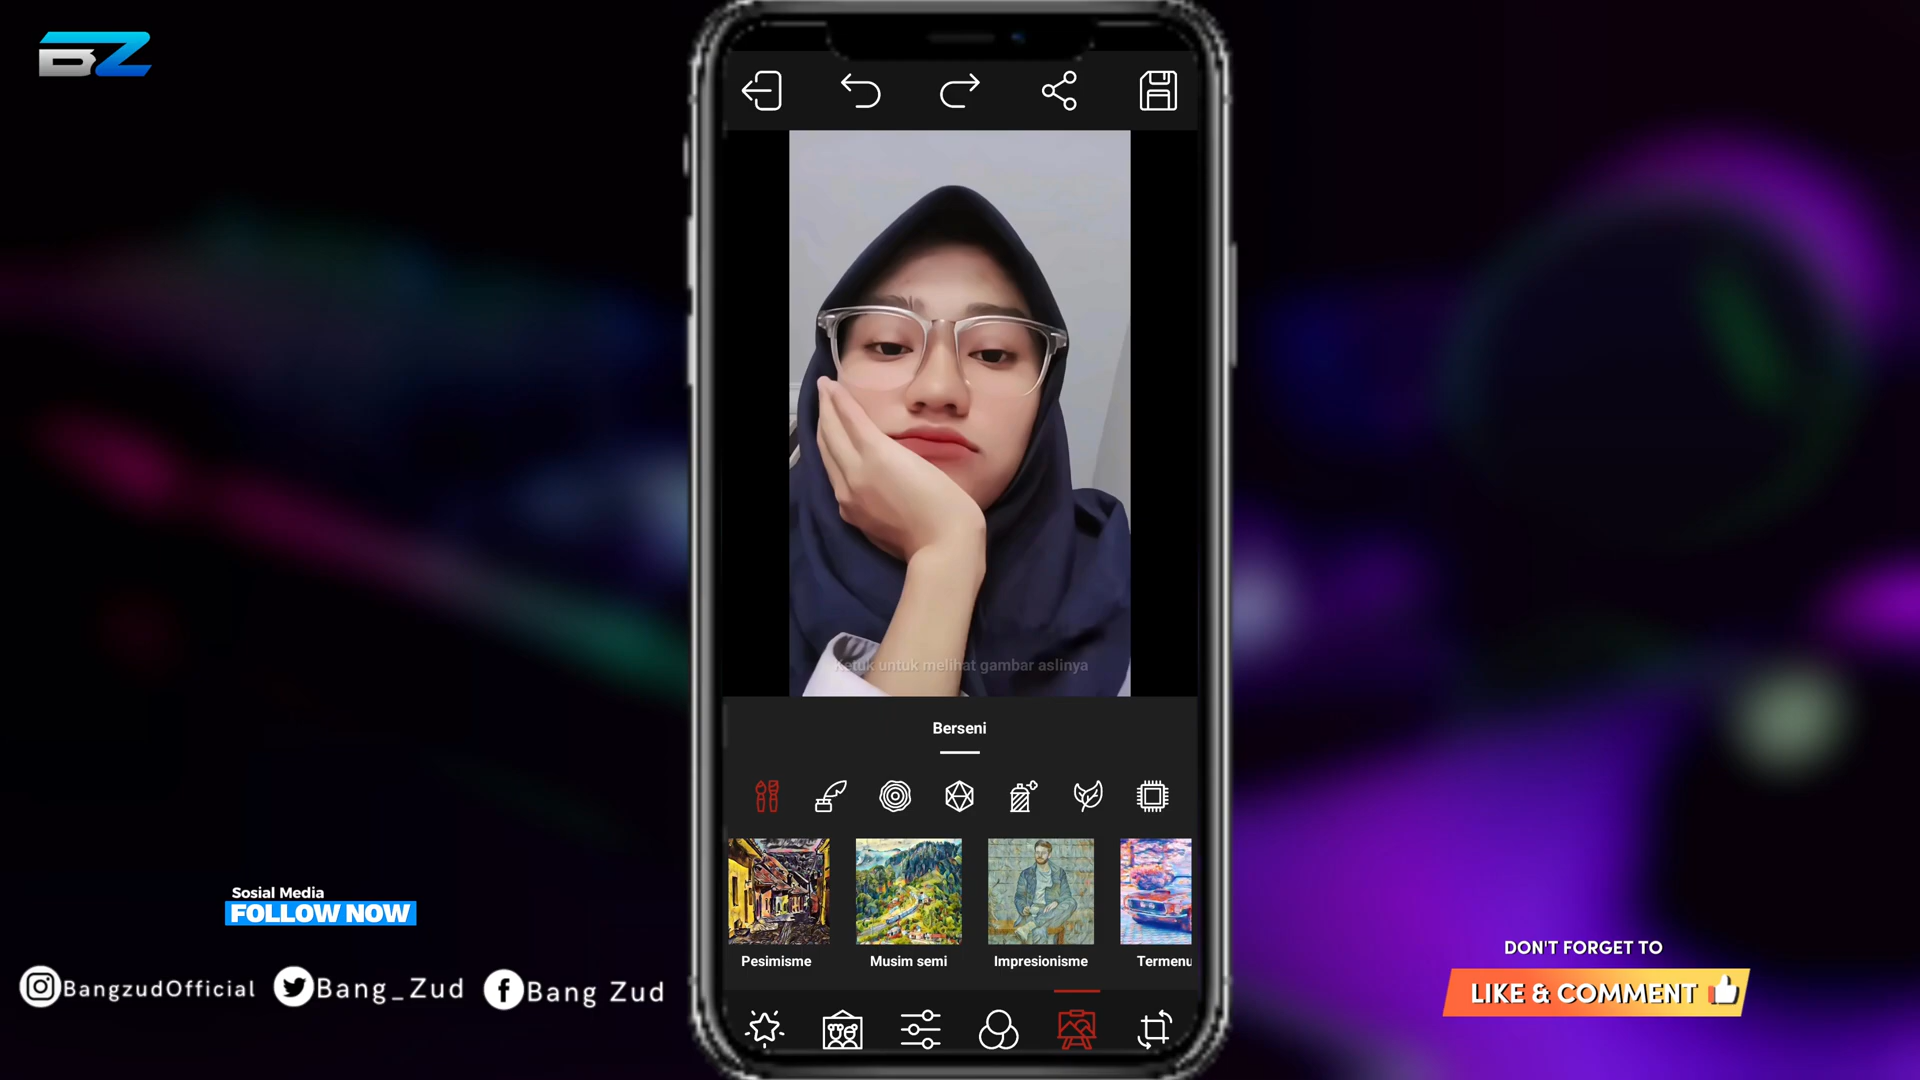 BZ
Ketuk untuk melihat gambar aslinya
Berseni
Pesimisme
Musim semi
Impresionisme
Termenu
Sosial Media
FOLLOW NOW
BangzudOfficial
Bang_Zud
Bang Zud
DON'T FORGET TO
LIKE & COMMENT